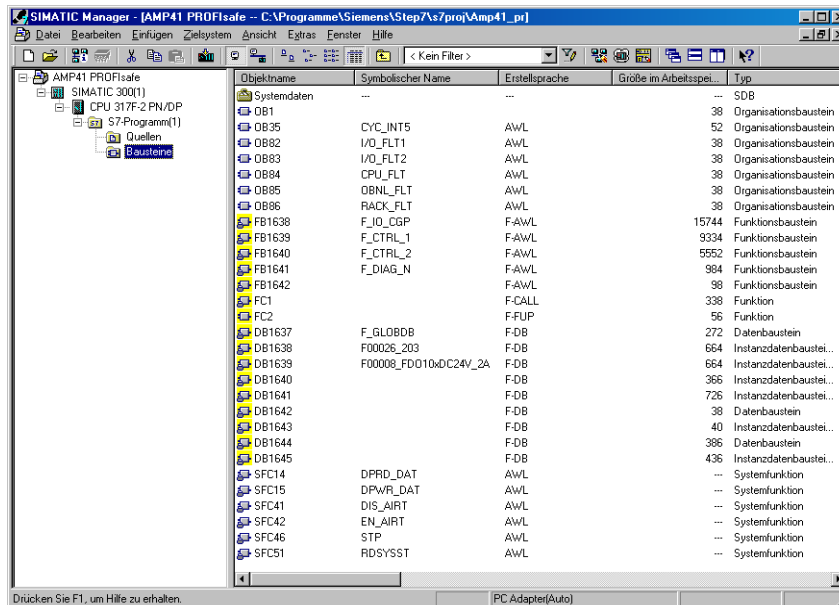 SIMATIC Manager - [AMP41 PROFIsafe -- C:\Programme\Siemens\Step7\s7proj\Amp41_pr]
Datei Bearbeiten Einfügen Zielsystem Ansicht Extras Fenster Hilfe
< Kein Filter >
AMP41 PROFIsafe
SIMATIC 300(1)
CPU 317F-2 PN/DP
S7-Programm(1)
Quellen
Bausteine
Objektname Symbolischer Name Erstellsprache Größe im Arbeitsspei... Typ
Systemdaten --- --- --- SDB
OB1 38 Organisationsbaustein
OB35 CYC_INT5 AWL 52 Organisationsbaustein
OB82 I/O_FLT1 AWL 38 Organisationsbaustein
OB83 I/O_FLT2 AWL 38 Organisationsbaustein
OB84 CPU_FLT AWL 38 Organisationsbaustein
OB85 OBNL_FLT AWL 38 Organisationsbaustein
OB86 RACK_FLT AWL 38 Organisationsbaustein
FB1638 F_IO_CGP F-AWL 15744 Funktionsbaustein
FB1639 F_CTRL_1 F-AWL 9334 Funktionsbaustein
FB1640 F_CTRL_2 F-AWL 5552 Funktionsbaustein
FB1641 F_DIAG_N F-AWL 984 Funktionsbaustein
FB1642 F-AWL 98 Funktionsbaustein
FC1 F-CALL 338 Funktion
FC2 F-FUP 56 Funktion
DB1637 F_GLOBDB F-DB 272 Datenbaustein
DB1638 F00026_203 F-DB 664 Instanzdatenbaustei...
DB1639 F00008_FDO10xDC24V_2A F-DB 664 Instanzdatenbaustei...
DB1640 F-DB 366 Instanzdatenbaustei...
DB1641 F-DB 726 Instanzdatenbaustei...
DB1642 F-DB 38 Datenbaustein
DB1643 F-DB 40 Instanzdatenbaustei...
DB1644 F-DB 386 Datenbaustein
DB1645 F-DB 436 Instanzdatenbaustei...
SFC14 DPRD_DAT AWL --- Systemfunktion
SFC15 DPWR_DAT AWL --- Systemfunktion
SFC41 DIS_AIRT AWL --- Systemfunktion
SFC42 EN_AIRT AWL --- Systemfunktion
SFC46 STP AWL --- Systemfunktion
SFC51 RDSYSST AWL --- Systemfunktion
Drücken Sie F1, um Hilfe zu erhalten. PC Adapter(Auto)